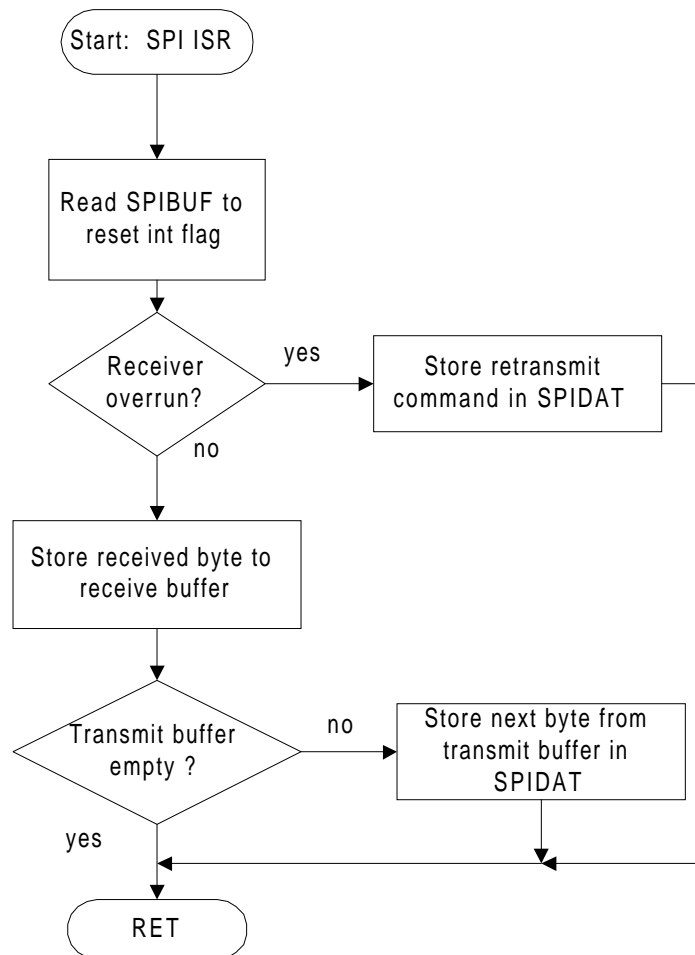 Start: SPI ISR
Read SPIBUF to
reset int flag
Receiver
overrun?
yes
Store retransmit
command in SPIDAT
no
Store received byte to
receive buffer
Transmit buffer
empty ?
no
Store next byte from
transmit buffer in
SPIDAT
yes
RET